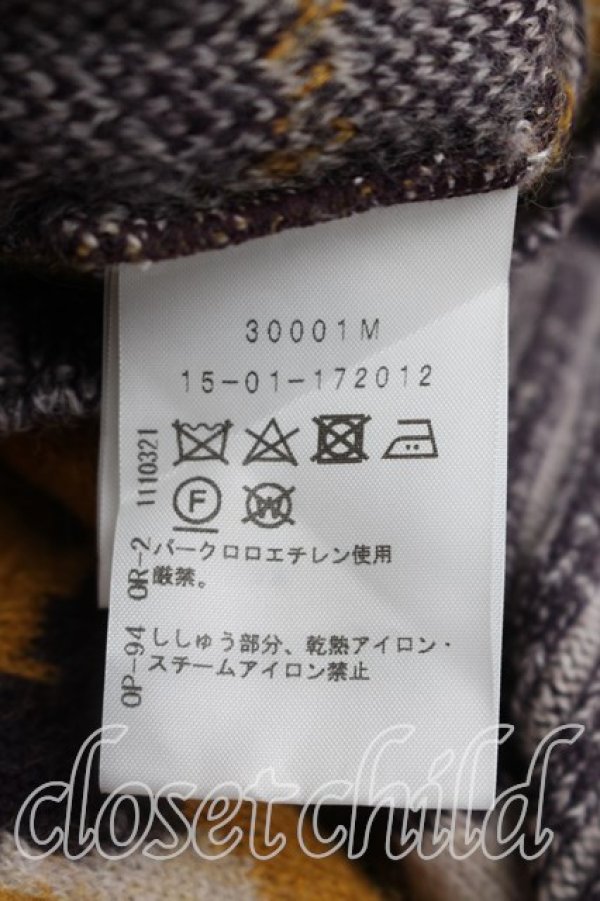 30001M
15-01-172012
1110321
F
W
OR-2
パークロロエチレン使用
厳禁。
OP-94
ししゅう部分、乾熱アイロン・
スチームアイロン禁止
closet child